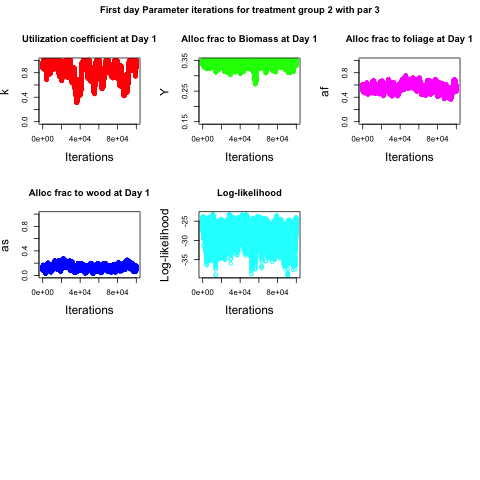 First day Parameter iterations for treatment group 2 with par 3
Utilization coefficient at Day 1
k
0.0 0.4 0.8
0e+00 4e+04 8e+04
Iterations
Alloc frac to Biomass at Day 1
Y
0.15 0.25 0.35
0e+00 4e+04 8e+04
Iterations
Alloc frac to foliage at Day 1
af
0.0 0.4 0.8
0e+00 4e+04 8e+04
Iterations
Alloc frac to wood at Day 1
as
0.0 0.4 0.8
0e+00 4e+04 8e+04
Iterations
Log-likelihood
Log-likelihood
-35 -30 -25
0e+00 4e+04 8e+04
Iterations